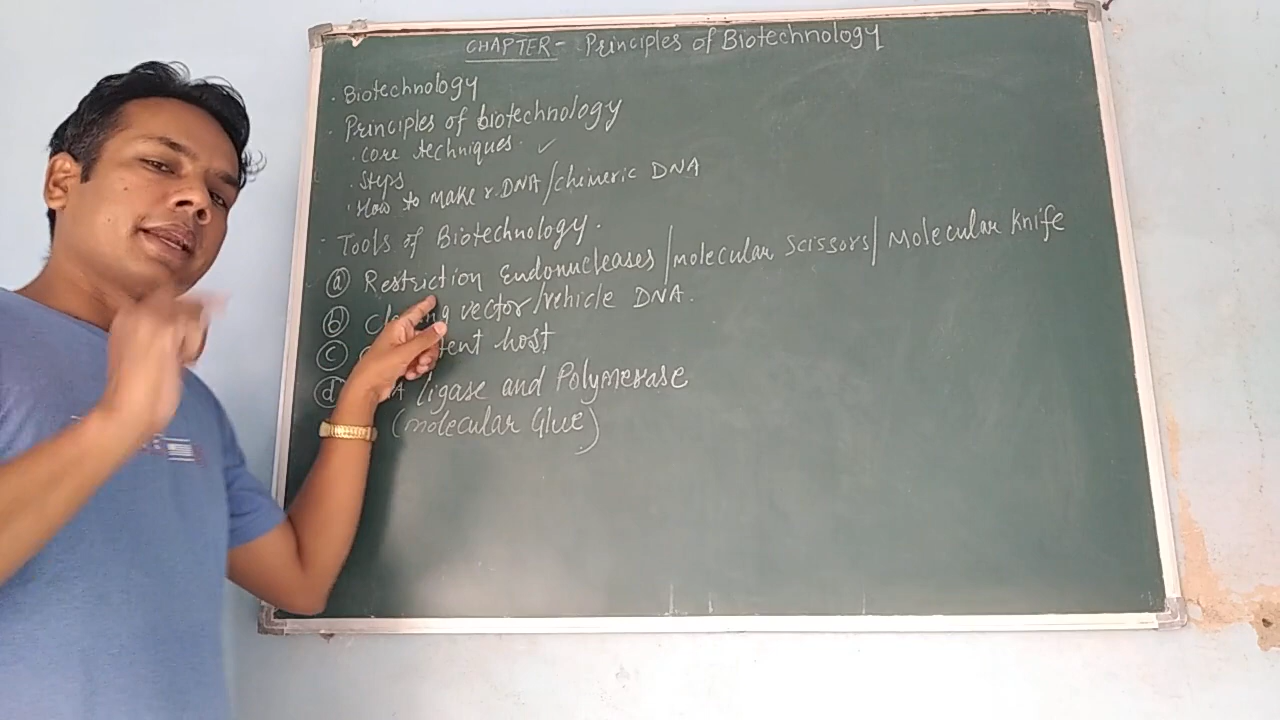 CHAPTER - Principles of Biotechnology
· Biotechnology
· Principles of biotechnology
· Core techniques. ✓
· Steps
· How to make r.DNA/chimeric DNA
· Tools of Biotechnology.
ⓐ Restriction Endonucleases/molecular Scissors/Molecular Knife
ⓑ vector/vehicle DNA.
ⓒ host
ⓓ ligase and Polymerase
(molecular Glue)